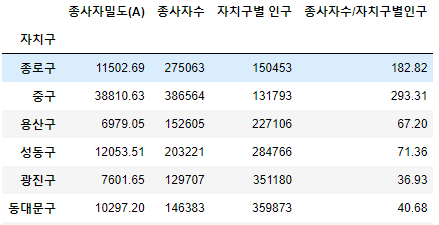 종사자밀도(A) 종사자수 자치구별 인구 종사자수/자치구별인구
자치구
종로구 11502.69 275063 150453 182.82
중구 38810.63 386564 131793 293.31
용산구 6979.05 152605 227106 67.20
성동구 12053.51 203221 284766 71.36
광진구 7601.65 129707 351180 36.93
동대문구 10297.20 146383 359873 40.68